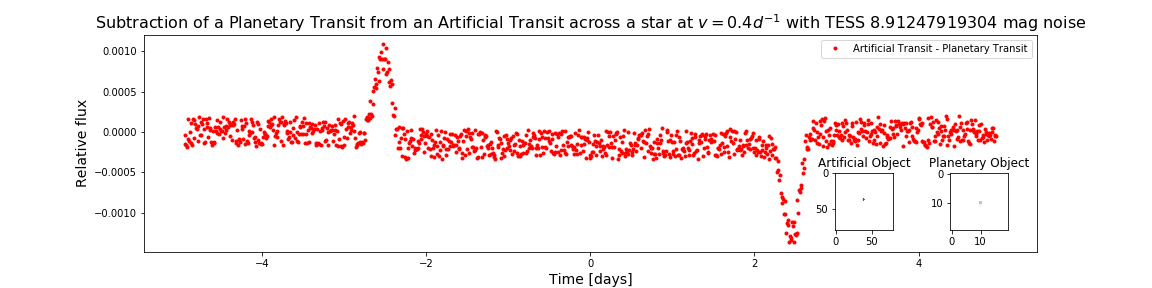 Subtraction of a Planetary Transit from an Artificial Transit across a star at v = 0.4d⁻¹ with TESS 8.91247919304 mag noise
Artificial Transit - Planetary Transit
Relative flux
0.0010
0.0005
0.0000
−0.0005
−0.0010
Artificial Object
0
50
0 50
Planetary Object
0
10
0 10
−4 −2 0 2 4
Time [days]